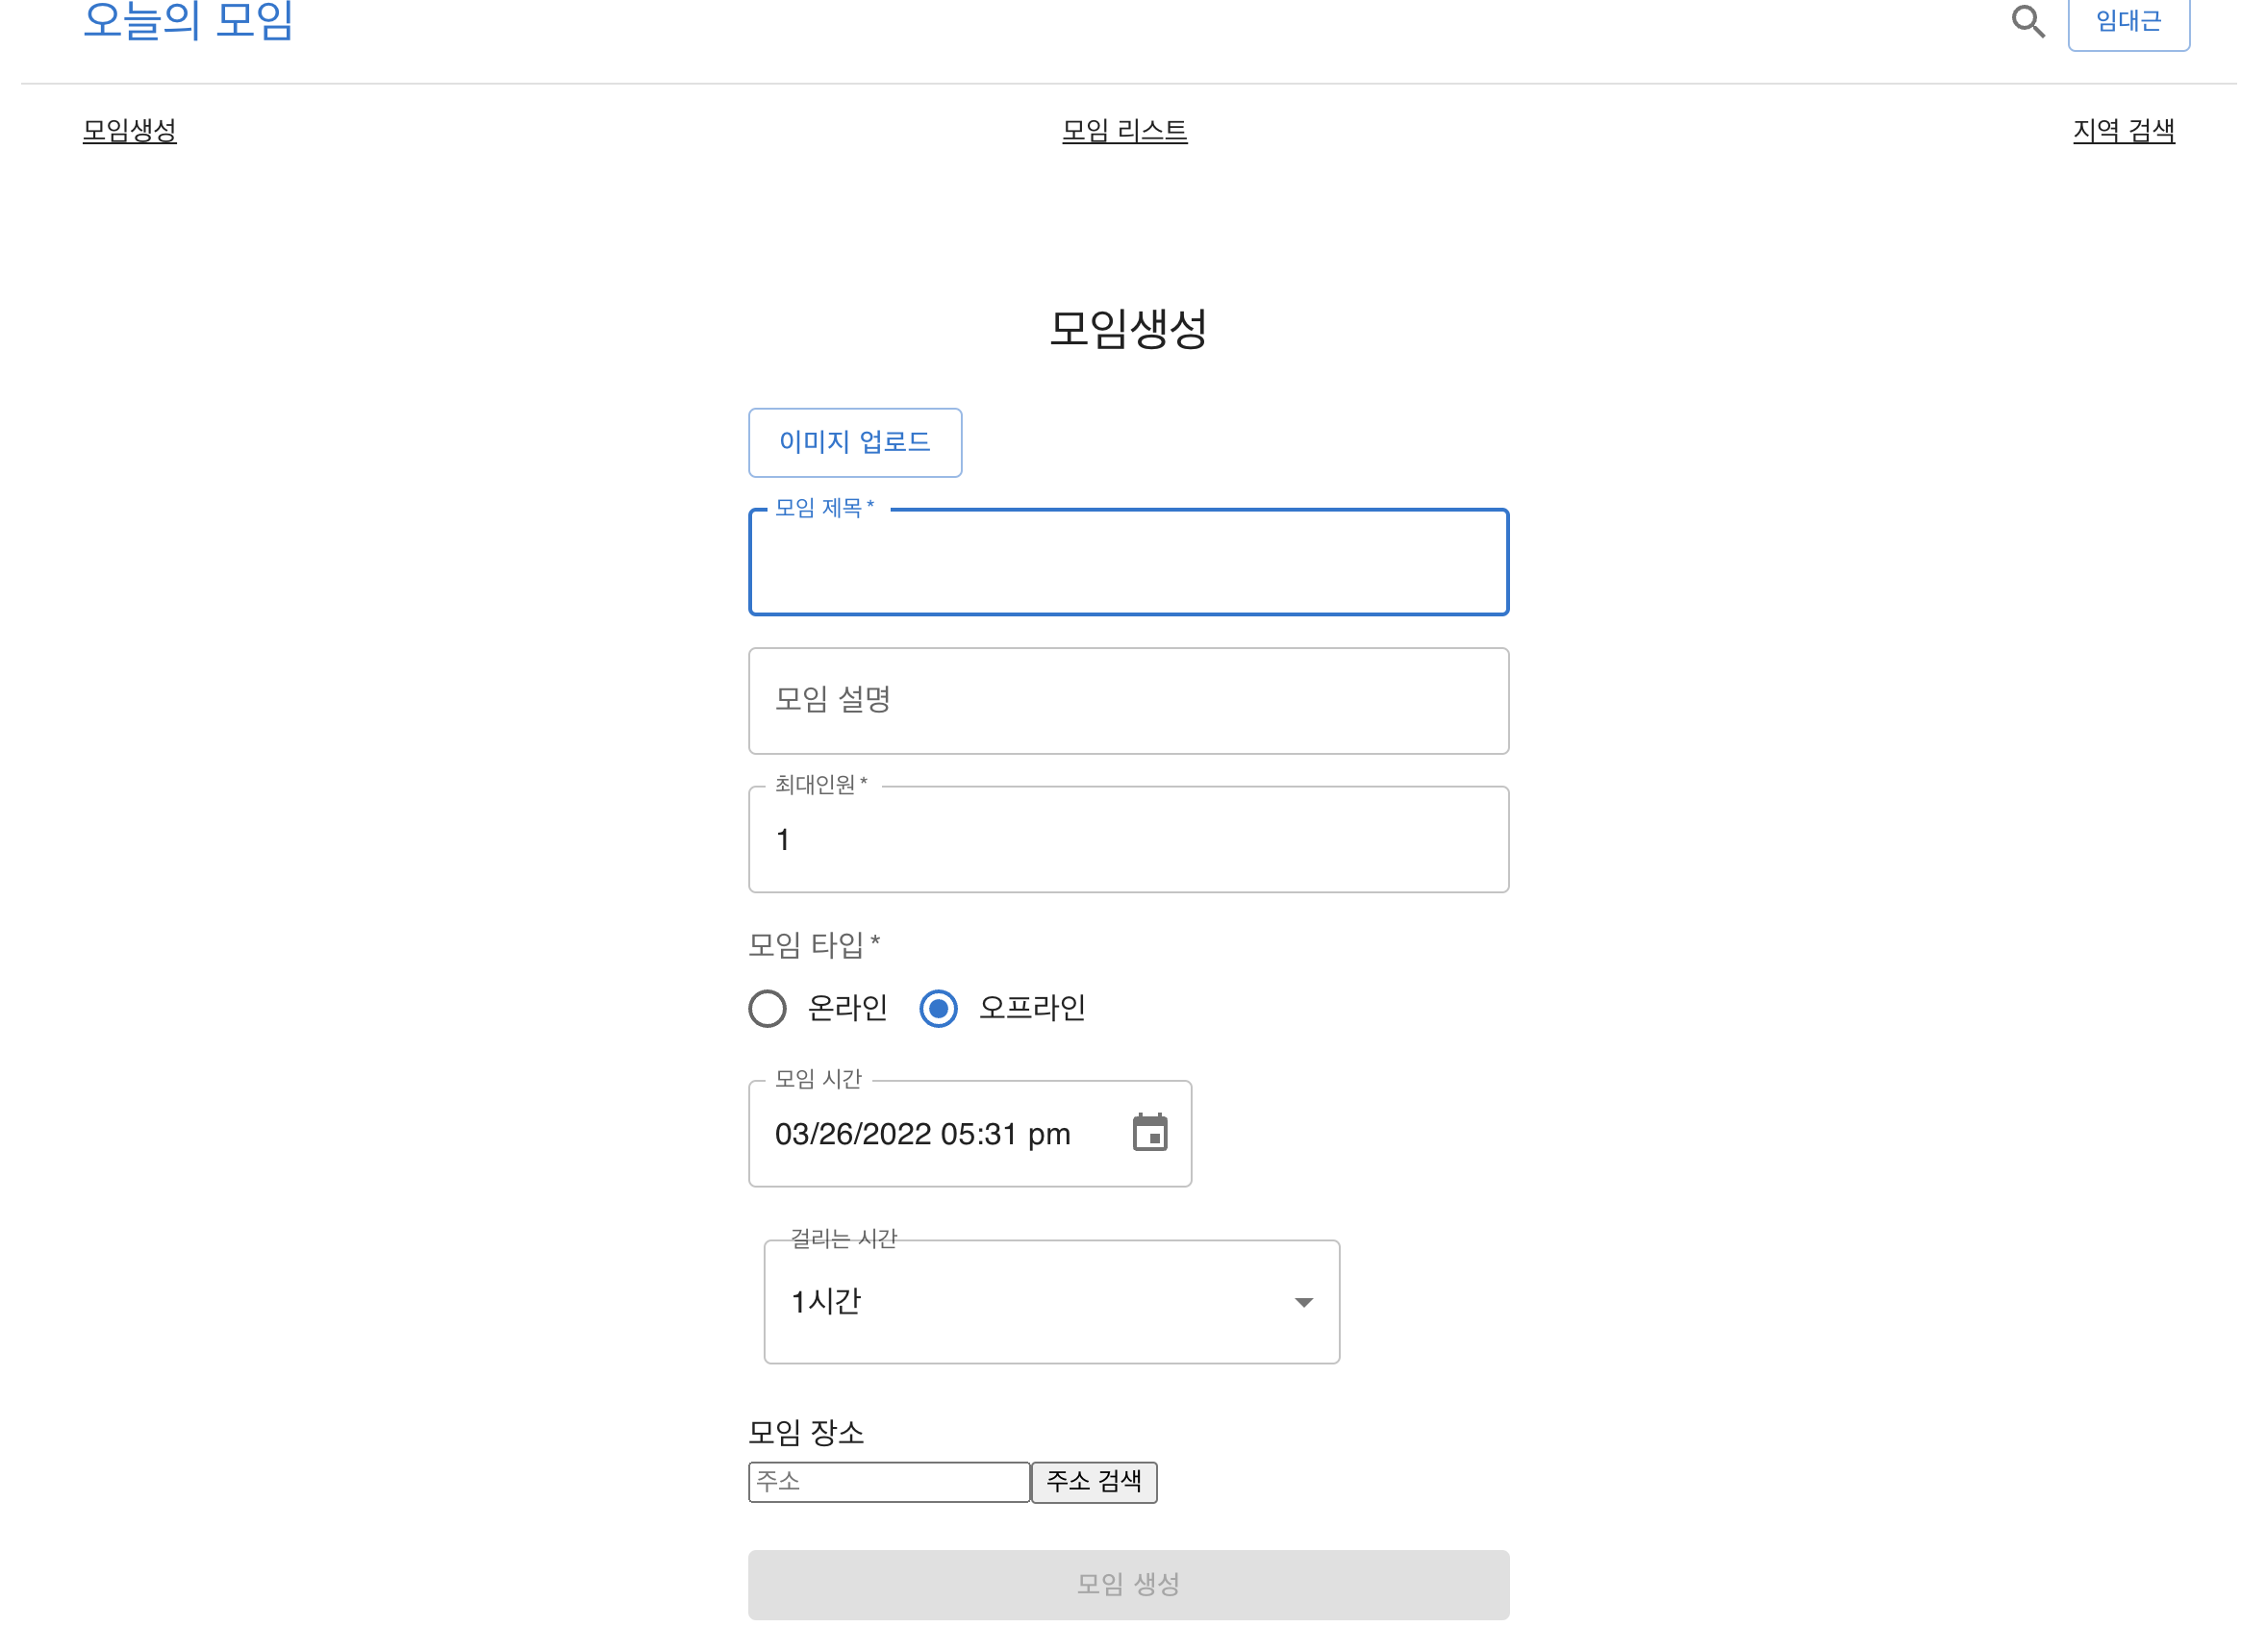 오늘의 모임
임대근
모임생성 모임 리스트 지역 검색
모임생성
이미지 업로드
모임 제목 *
모임 설명
최대인원 *
1
모임 타입 *
온라인 오프라인
모임 시간
03/26/2022 05:31 pm
걸리는 시간
1시간
모임 장소
주소 주소 검색
모임 생성